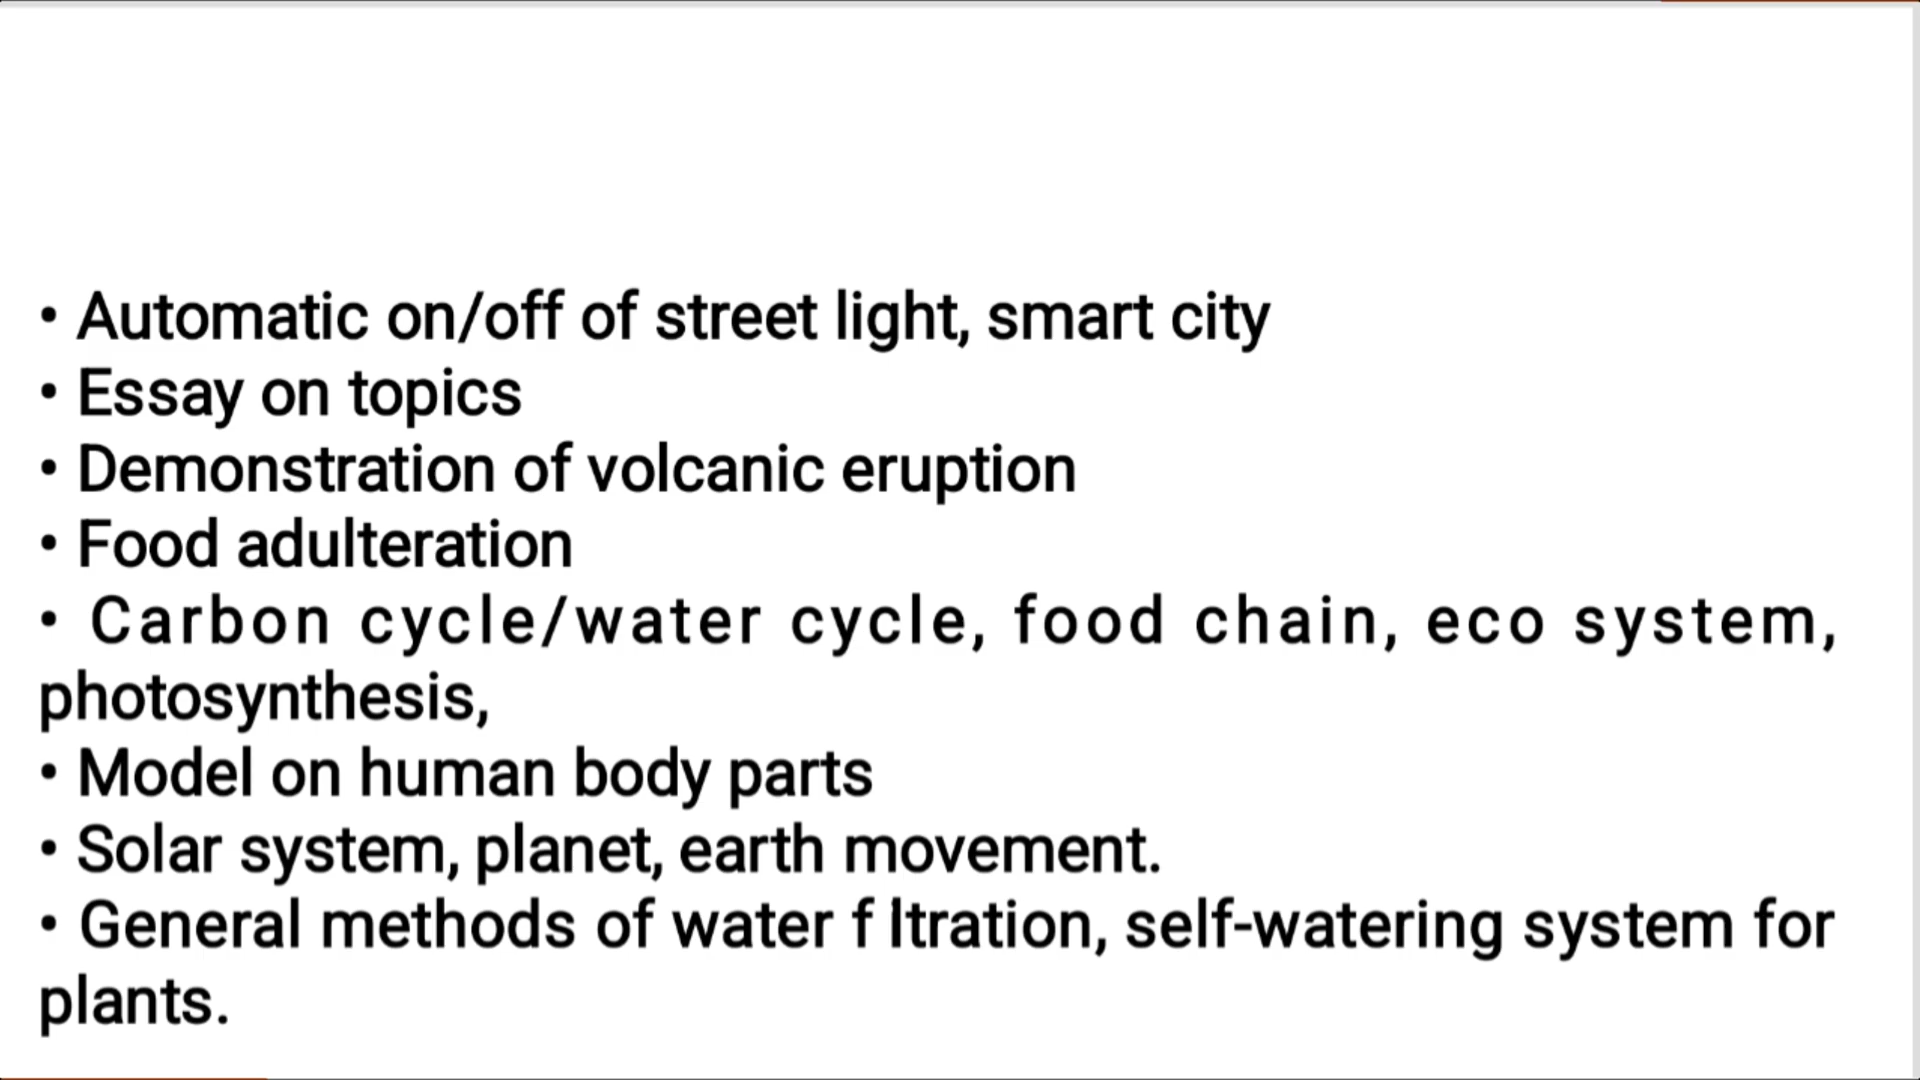 • Automatic on/off of street light, smart city
• Essay on topics
• Demonstration of volcanic eruption
• Food adulteration
• Carbon cycle/water cycle, food chain, eco system,
photosynthesis,
• Model on human body parts
• Solar system, planet, earth movement.
• General methods of water f ltration, self-watering system for
plants.